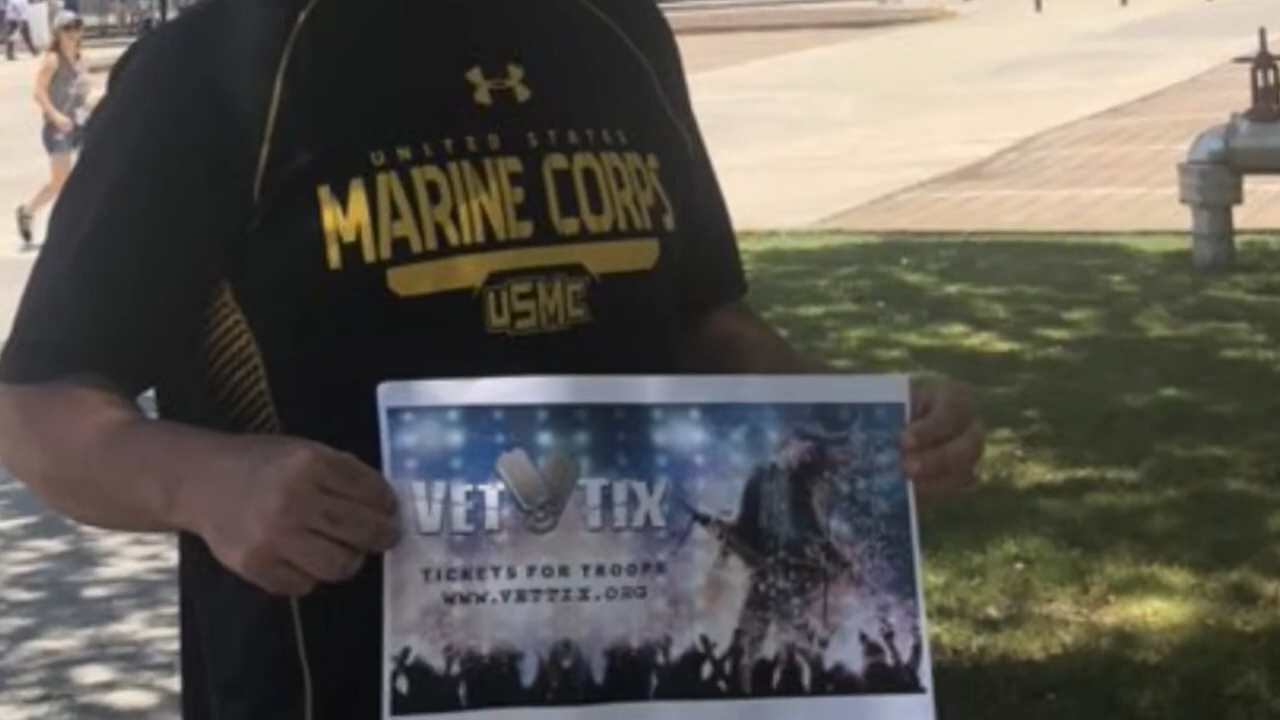 UNITED STATES
MARINE CORPS
USMC
VET TIX
TICKETS FOR TROOPS
WWW.VETTIX.ORG